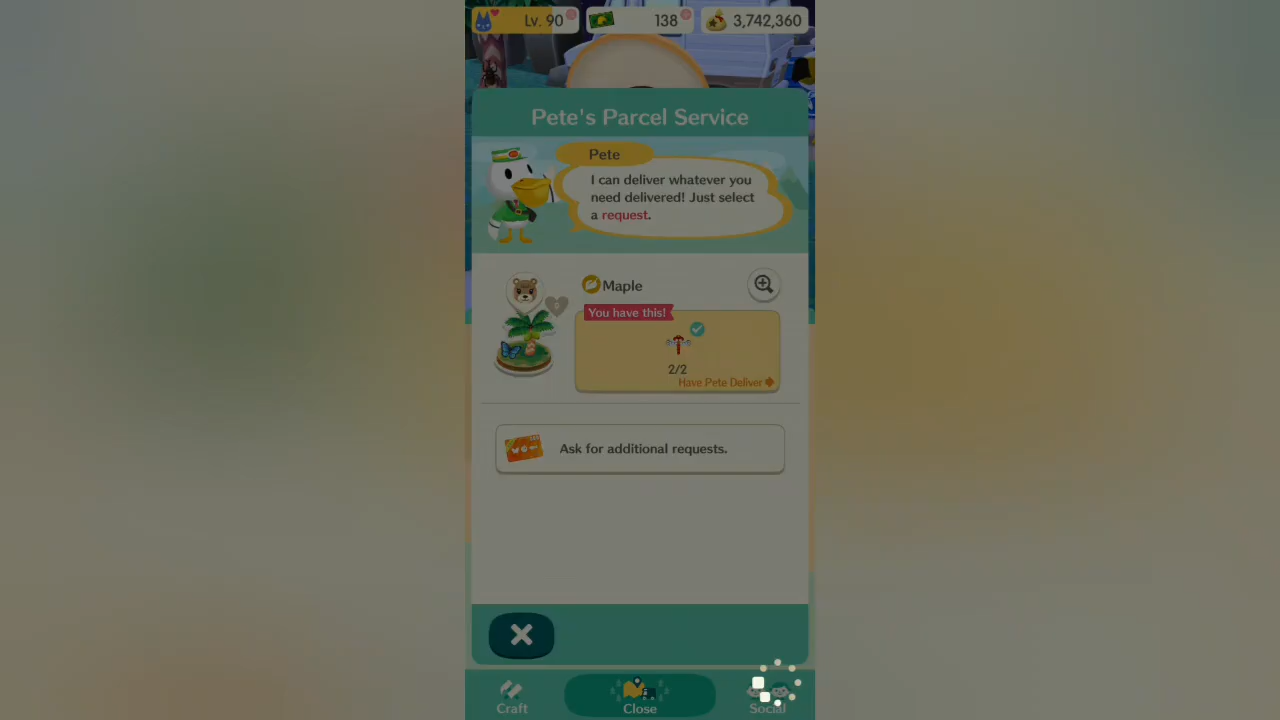 Lv. 90
138
3,742,360
Pete's Parcel Service
Pete
I can deliver whatever you
need delivered! Just select
a request.
Maple
You have this!
2/2
Have Pete Deliver
Ask for additional requests.
Craft
Close
Social